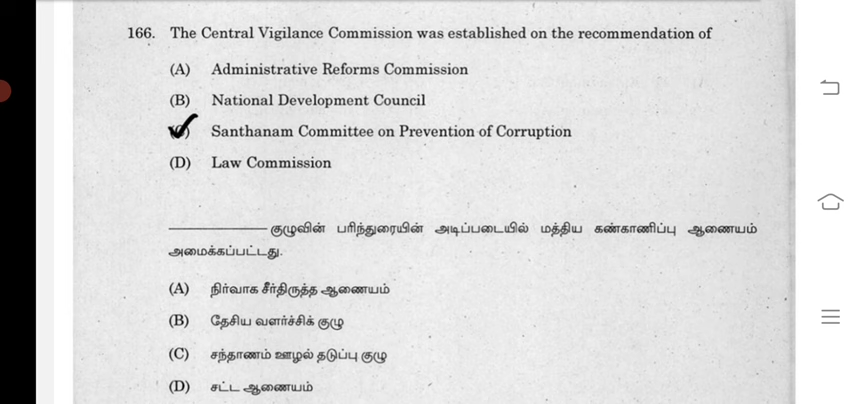 166. The Central Vigilance Commission was established on the recommendation of
(A) Administrative Reforms Commission
(B) National Development Council
(C) Santhanam Committee on Prevention of Corruption
(D) Law Commission
____________ குழுவின் பரிந்துரையின் அடிப்படையில் மத்திய கண்காணிப்பு ஆணையம்
அமைக்கப்பட்டது.
(A) நிர்வாக சீர்திருத்த ஆணையம்
(B) தேசிய வளர்ச்சிக் குழு
(C) சந்தாணம் ஊழல் தடுப்பு குழு
(D) சட்ட ஆணையம்